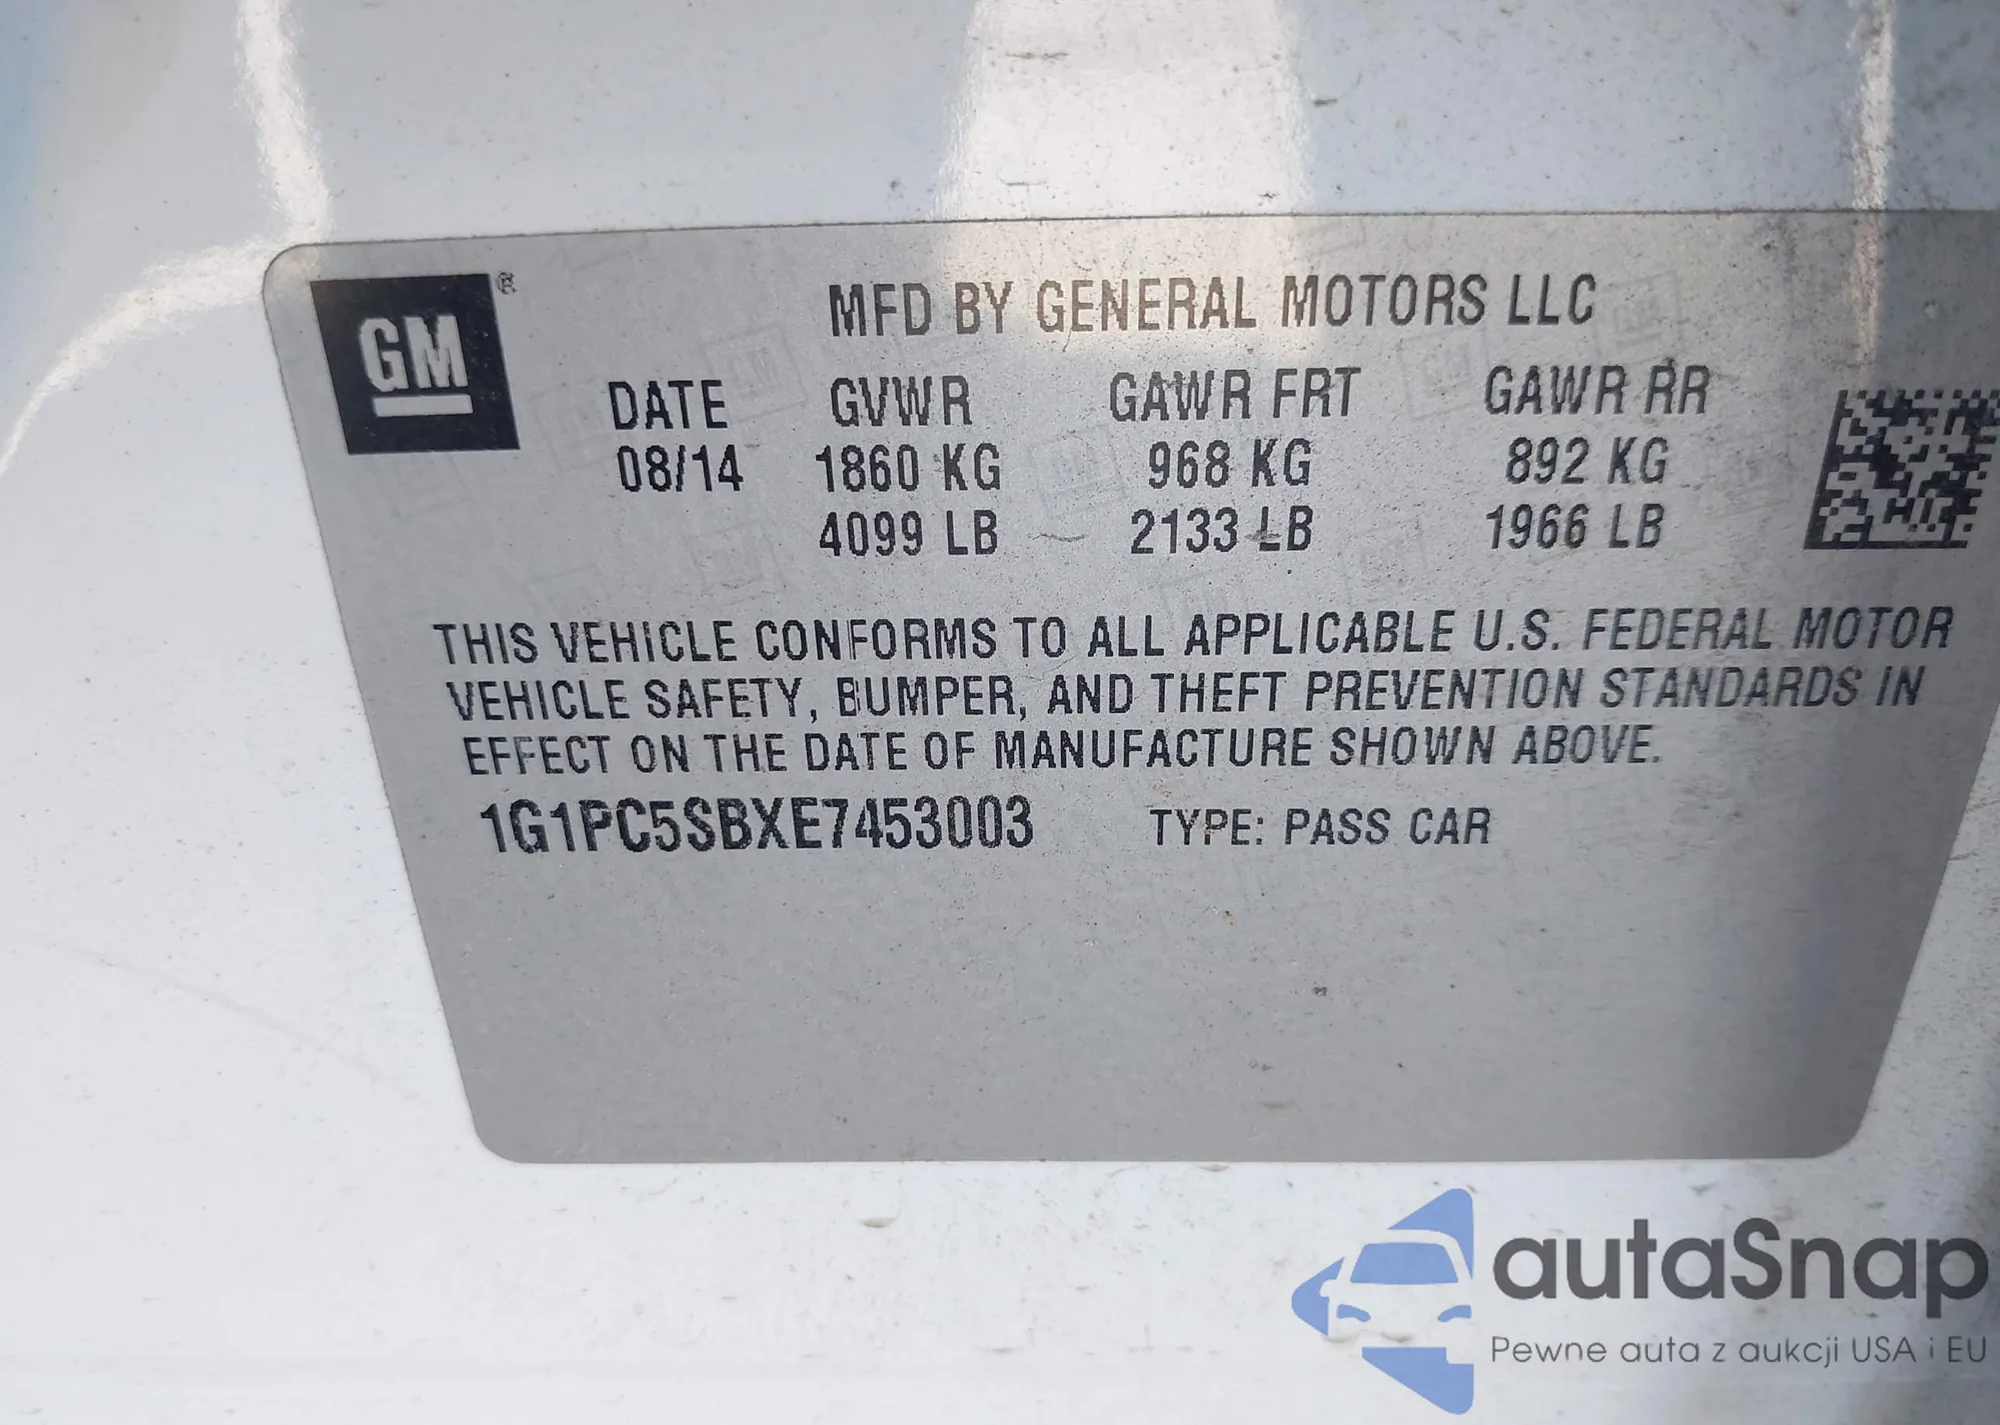 GM ®
MFD BY GENERAL MOTORS LLC
DATE GVWR GAWR FRT GAWR RR
08/14 1860 KG 968 KG 892 KG
4099 LB 2133 LB 1966 LB
THIS VEHICLE CONFORMS TO ALL APPLICABLE U.S. FEDERAL MOTOR
VEHICLE SAFETY, BUMPER, AND THEFT PREVENTION STANDARDS IN
EFFECT ON THE DATE OF MANUFACTURE SHOWN ABOVE.
1G1PC5SBXE7453003 TYPE: PASS CAR
autaSnap
Pewne auta z aukcji USA i EU